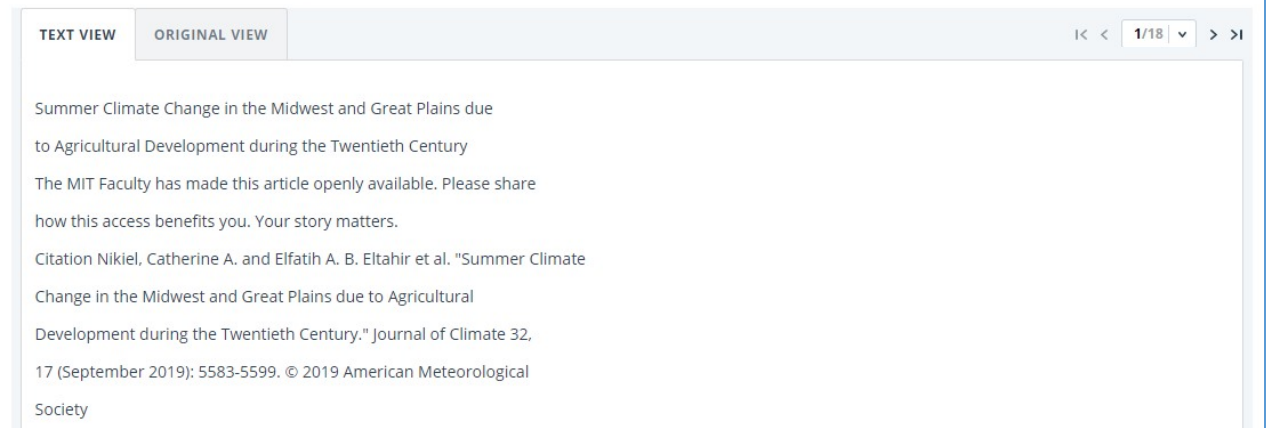 TEXT VIEW ORIGINAL VIEW 1/18
Summer Climate Change in the Midwest and Great Plains due
to Agricultural Development during the Twentieth Century
The MIT Faculty has made this article openly available. Please share
how this access benefits you. Your story matters.
Citation Nikiel, Catherine A. and Elfatih A. B. Eltahir et al. "Summer Climate
Change in the Midwest and Great Plains due to Agricultural
Development during the Twentieth Century." Journal of Climate 32,
17 (September 2019): 5583-5599. © 2019 American Meteorological
Society